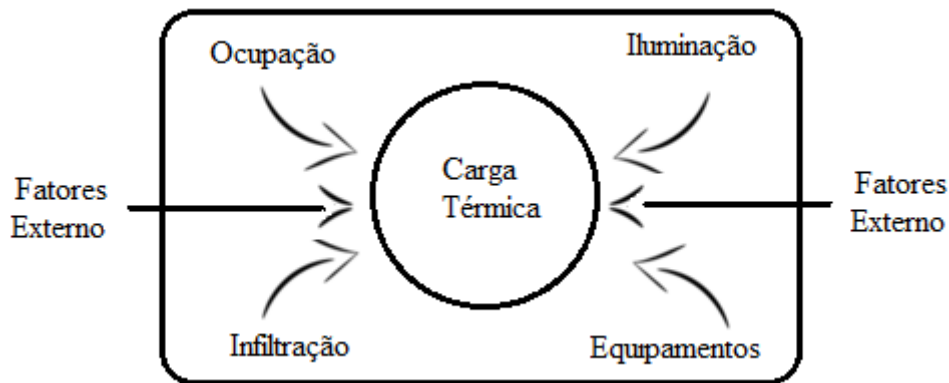 Ocupação
Iluminação
Carga
Térmica
Fatores
Externo
Fatores
Externo
Infiltração
Equipamentos